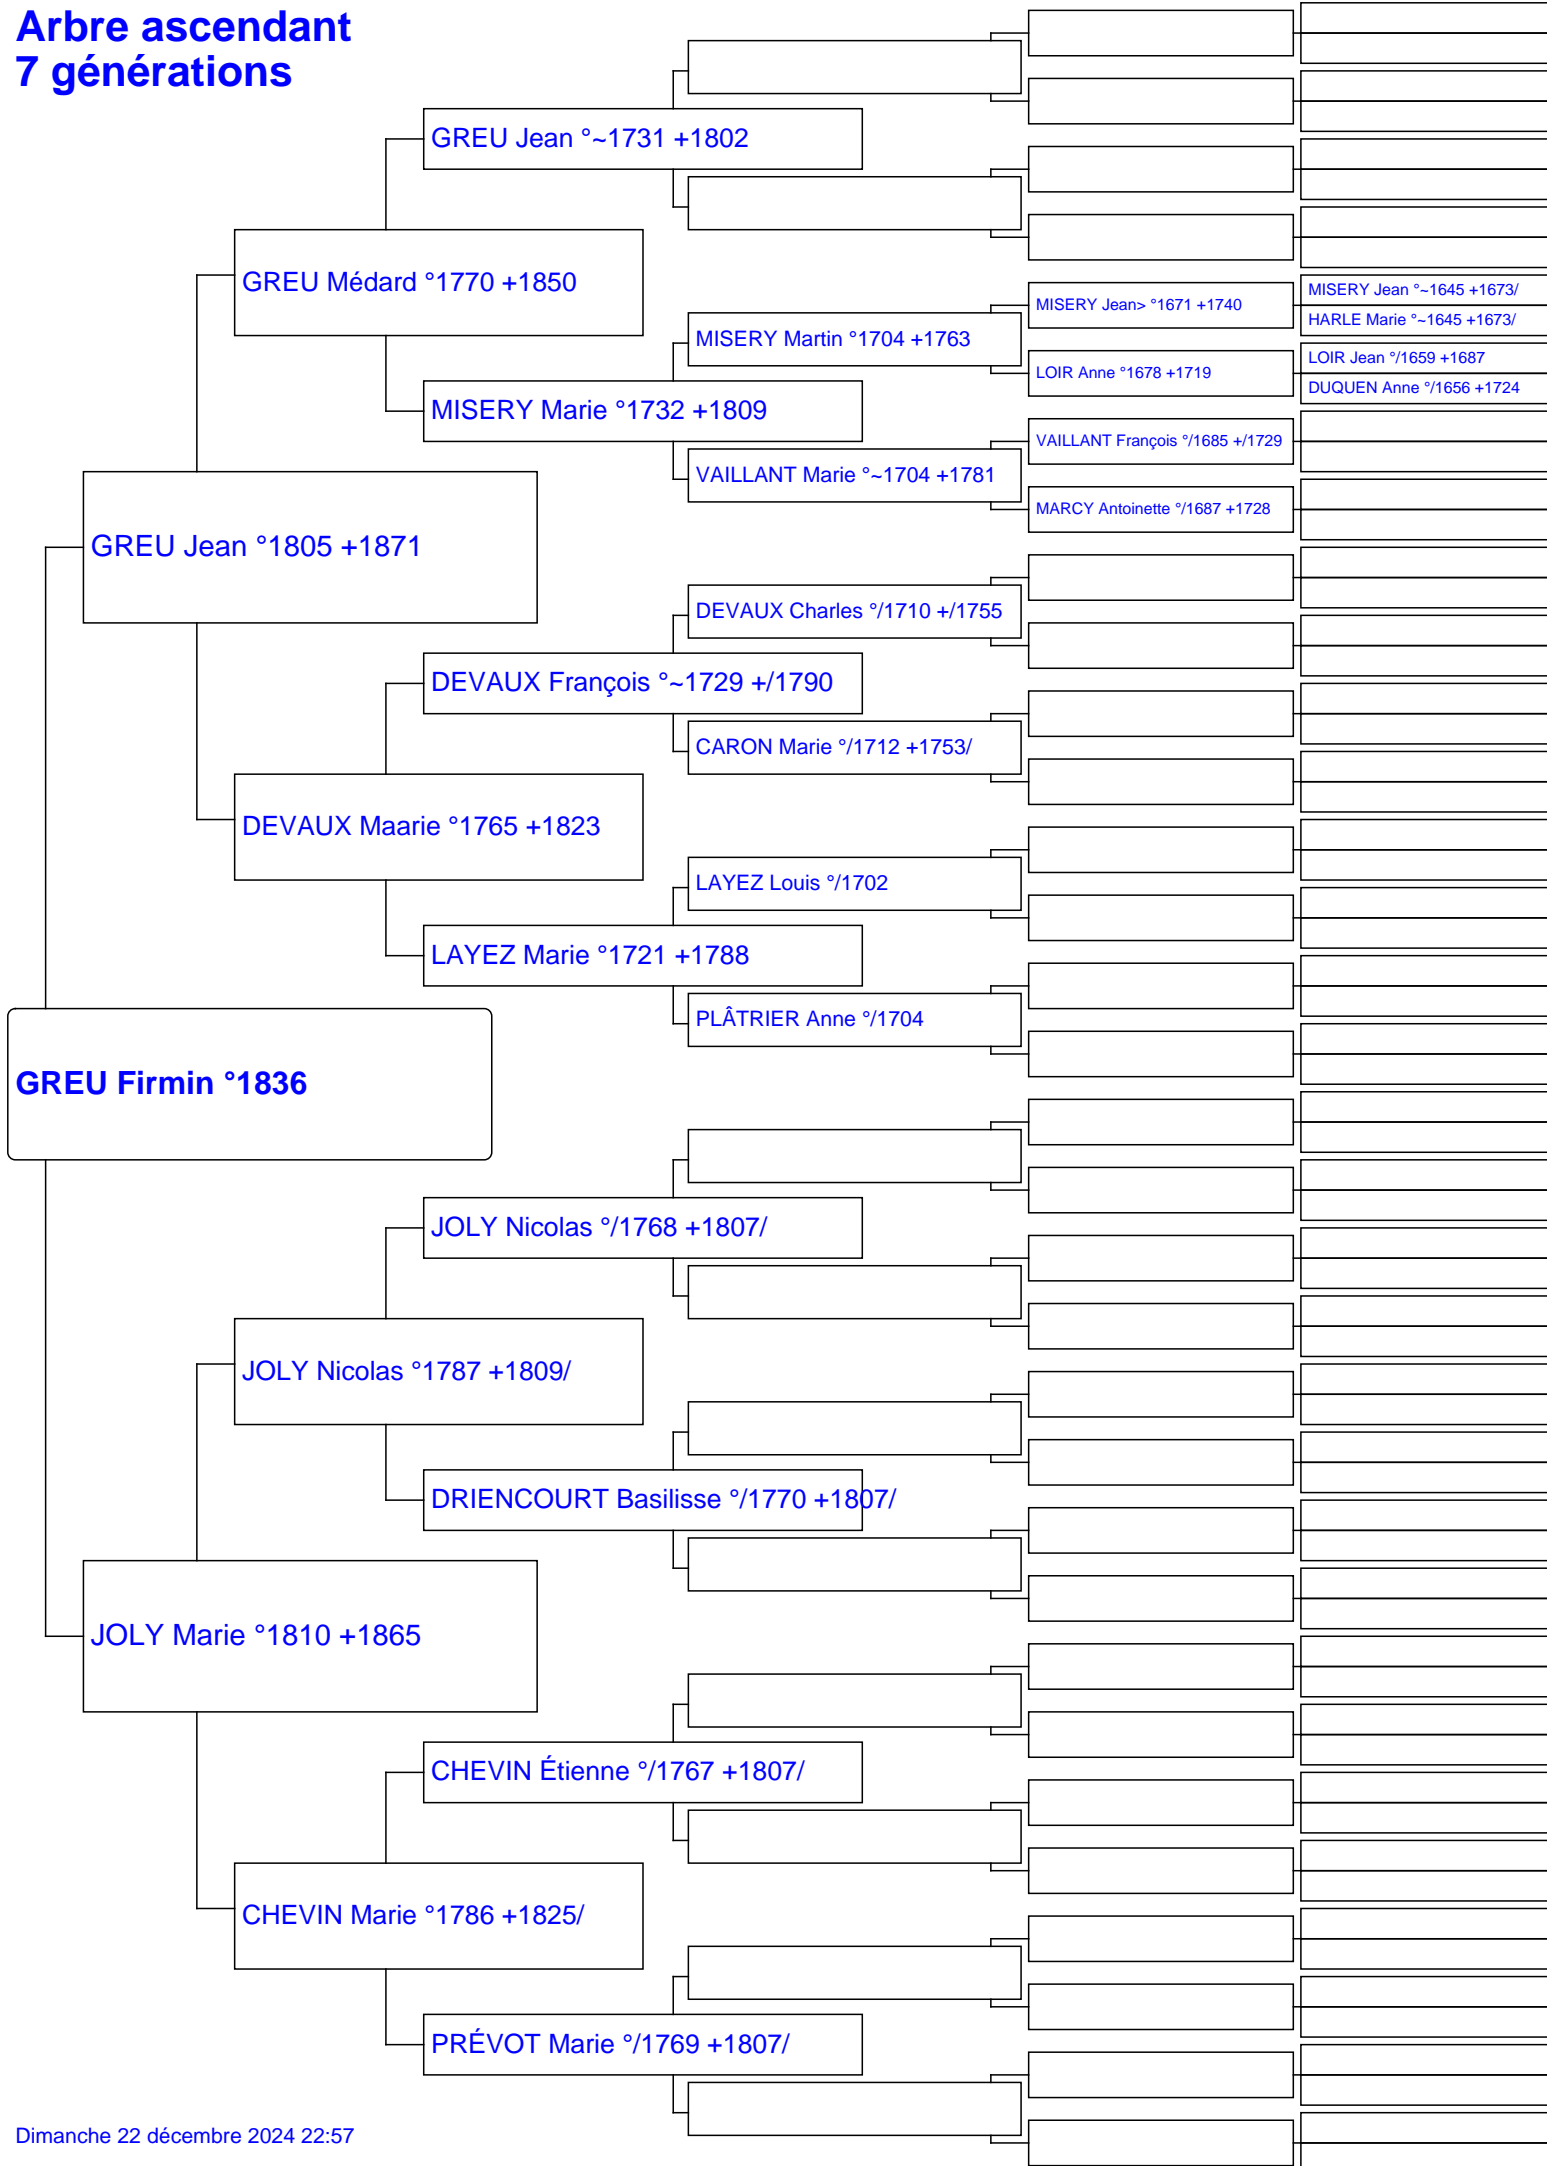 Arbre ascendant
7 générations
GREU Jean °~1731 +1802
GREU Médard °1770 +1850
MISERY Jean °~1645 +1673/
MISERY Jean> °1671 +1740
HARLE Marie °~1645 +1673/
MISERY Martin °1704 +1763
LOIR Jean °/1659 +1687
LOIR Anne °1678 +1719
DUQUEN Anne °/1656 +1724
MISERY Marie °1732 +1809
VAILLANT François °/1685 +/1729
VAILLANT Marie °~1704 +1781
MARCY Antoinette °/1687 +1728
GREU Jean °1805 +1871
DEVAUX Charles °/1710 +/1755
DEVAUX François °~1729 +/1790
CARON Marie °/1712 +1753/
DEVAUX Maarie °1765 +1823
LAYEZ Louis °/1702
LAYEZ Marie °1721 +1788
PLÂTRIER Anne °/1704
GREU Firmin °1836
JOLY Nicolas °/1768 +1807/
JOLY Nicolas °1787 +1809/
DRIENCOURT Basilisse °/1770 +1807/
JOLY Marie °1810 +1865
CHEVIN Étienne °/1767 +1807/
CHEVIN Marie °1786 +1825/
PRÉVOT Marie °/1769 +1807/
Dimanche 22 décembre 2024 22:57